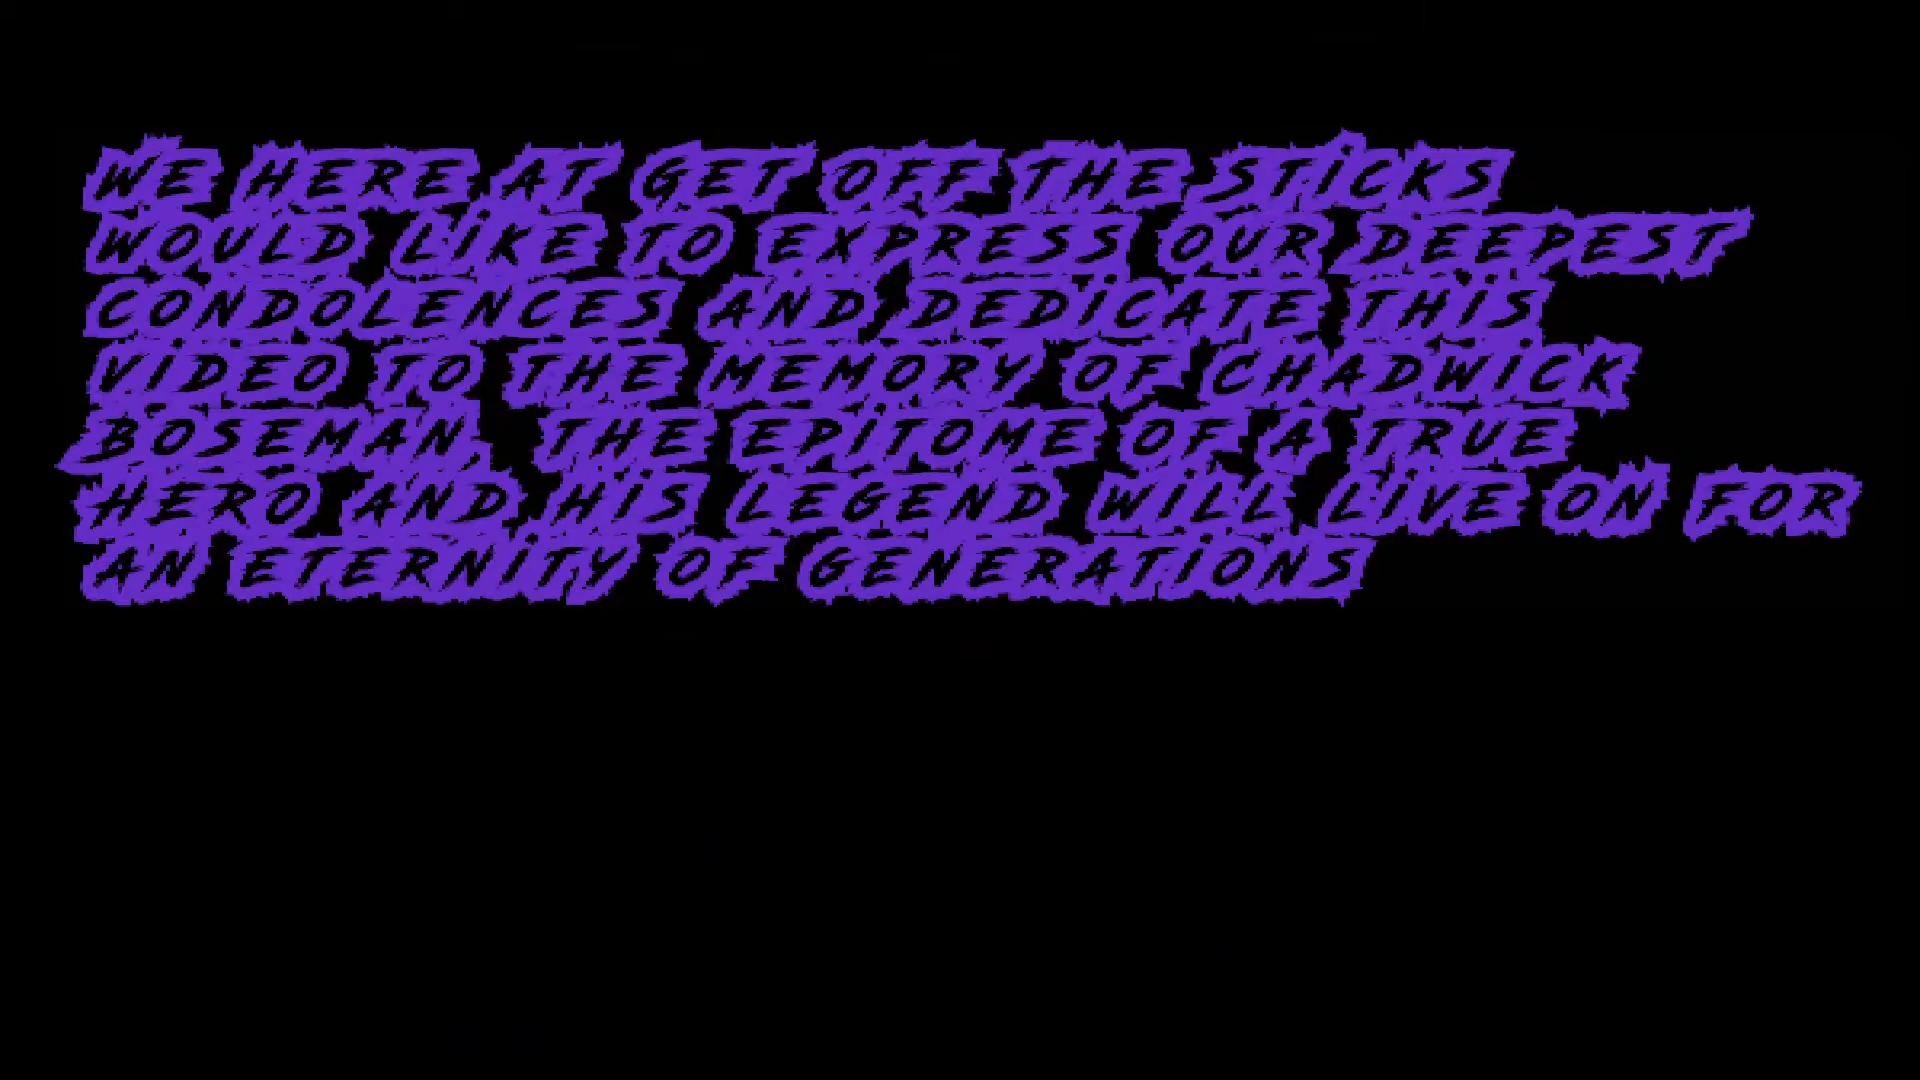 WE HERE AT GET OFF THE STICKS
WOULD LIKE TO EXPRESS OUR DEEPEST
CONDOLENCES AND DEDICATE THIS
VIDEO TO THE MEMORY OF CHADWICK
BOSEMAN, THE EPITOME OF A TRUE
HERO AND HIS LEGEND WILL LIVE ON FOR
AN ETERNITY OF GENERATIONS